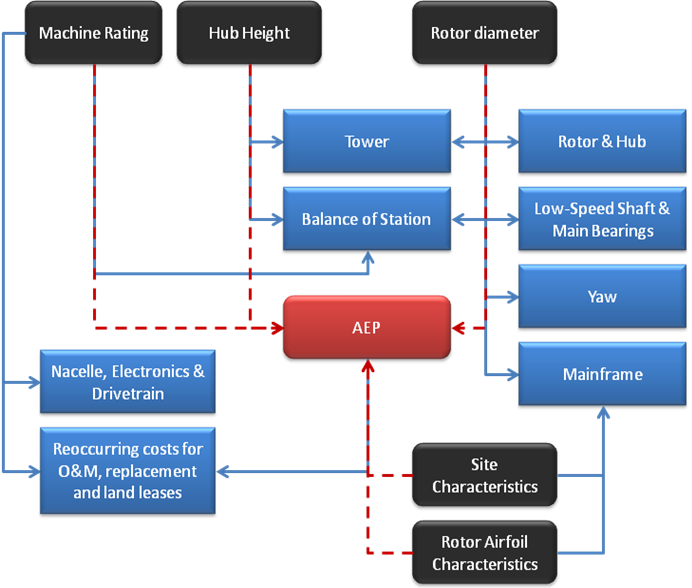 Machine Rating
Hub Height
Rotor diameter
Tower
Rotor & Hub
Balance of Station
Low-Speed Shaft &
Main Bearings
Yaw
AEP
Mainframe
Nacelle, Electronics &
Drivetrain
Reoccurring costs for
O&M, replacement
and land leases
Site
Characteristics
Rotor Airfoil
Characteristics